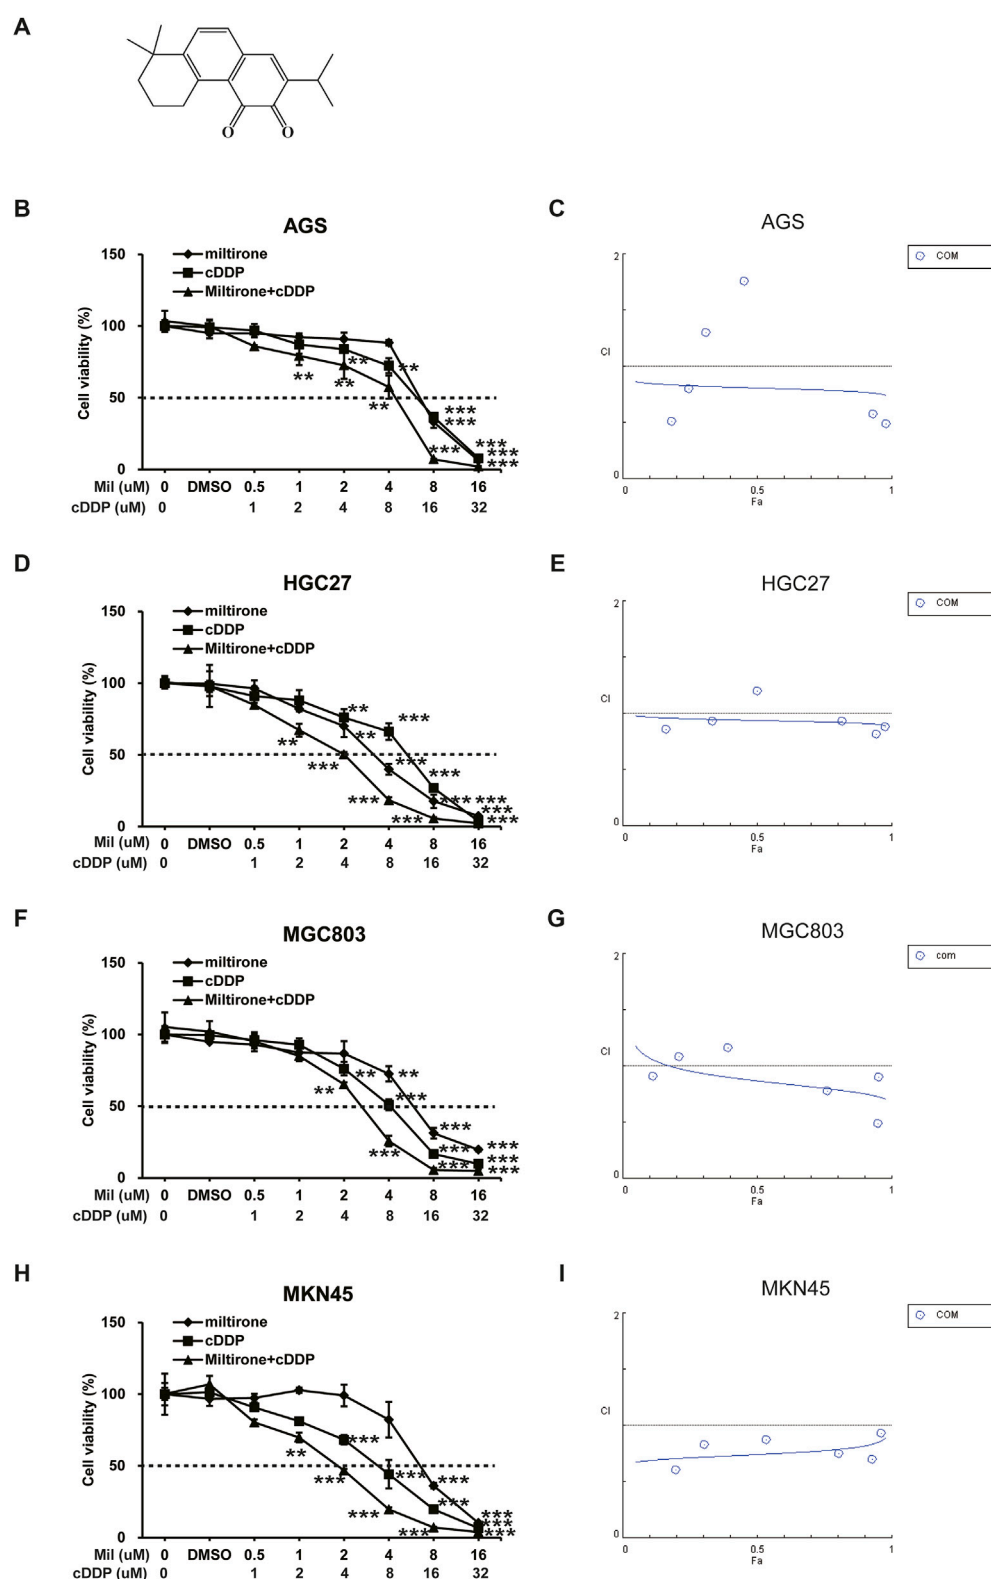 A
O O
B
AGS
miltirone
cDDP
Miltirone+cDDP
Cell viability (%)
150
100
50
0
** ** *** ***
** ** ** *** *** *** ***
Mil (uM) 0 DMSO 0.5 1 2 4 8 16
cDDP (uM) 0 1 2 4 8 16 32
C
AGS
COM
2
CI
0
0 0.5 1
Fa
D
HGC27
miltirone
cDDP
Miltirone+cDDP
Cell viability (%)
150
100
50
0
** *** ** ** *** *** *** *** *** *** *** *** ***
Mil (uM) 0 DMSO 0.5 1 2 4 8 16
cDDP (uM) 0 1 2 4 8 16 32
E
HGC27
COM
2
CI
0
0 0.5 1
Fa
F
MGC803
miltirone
cDDP
Miltirone+cDDP
Cell viability (%)
150
100
50
0
** ** ** *** *** *** *** *** *** *** ***
Mil (uM) 0 DMSO 0.5 1 2 4 8 16
cDDP (uM) 0 1 2 4 8 16 32
G
MGC803
com
2
CI
0
0 0.5 1
Fa
H
MKN45
miltirone
cDDP
Miltirone+cDDP
Cell viability (%)
150
100
50
0
*** ** *** *** *** *** *** *** *** *** ***
Mil (uM) 0 DMSO 0.5 1 2 4 8 16
cDDP (uM) 0 1 2 4 8 16 32
I
MKN45
COM
2
CI
0
0 0.5 1
Fa